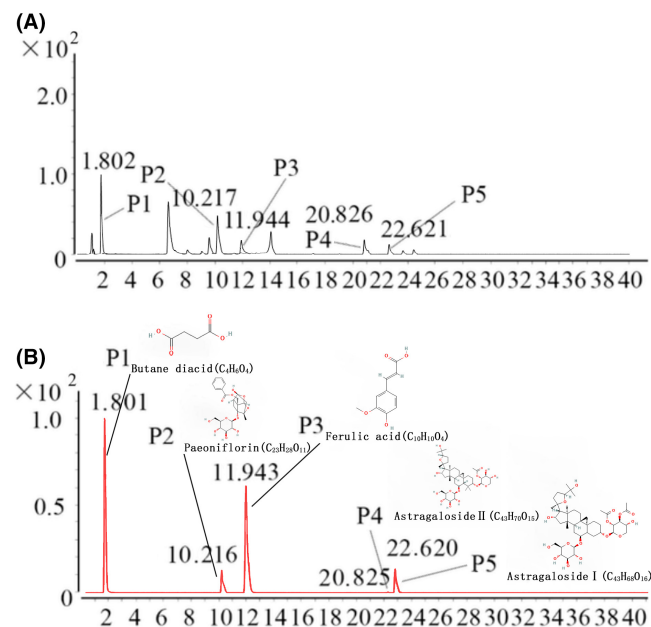 (A)
×10²
2.0
1.802
P2
P3
1.0
10.217
P5
P1
11.944
20.826
P4
22.621
0
2 4 6 8 10 12 14 16 18 20 22 24 26 28 30 32 34 36 38 40
(B)
P1
Butane diacid(C₄H₆O₄)
×10²
1.801
1.0
P2
Paeoniflorin(C₂₃H₂₈O₁₁)
P3
Ferulic acid(C₁₀H₁₀O₄)
11.943
0.5
AstragalosideⅡ(C₄₃H₇₀O₁₅)
P4
10.216
22.620
P5
20.825
AstragalosideⅠ(C₄₃H₆₈O₁₆)
0
2 4 6 8 10 12 14 16 18 20 22 24 26 28 30 32 34 36 38 40